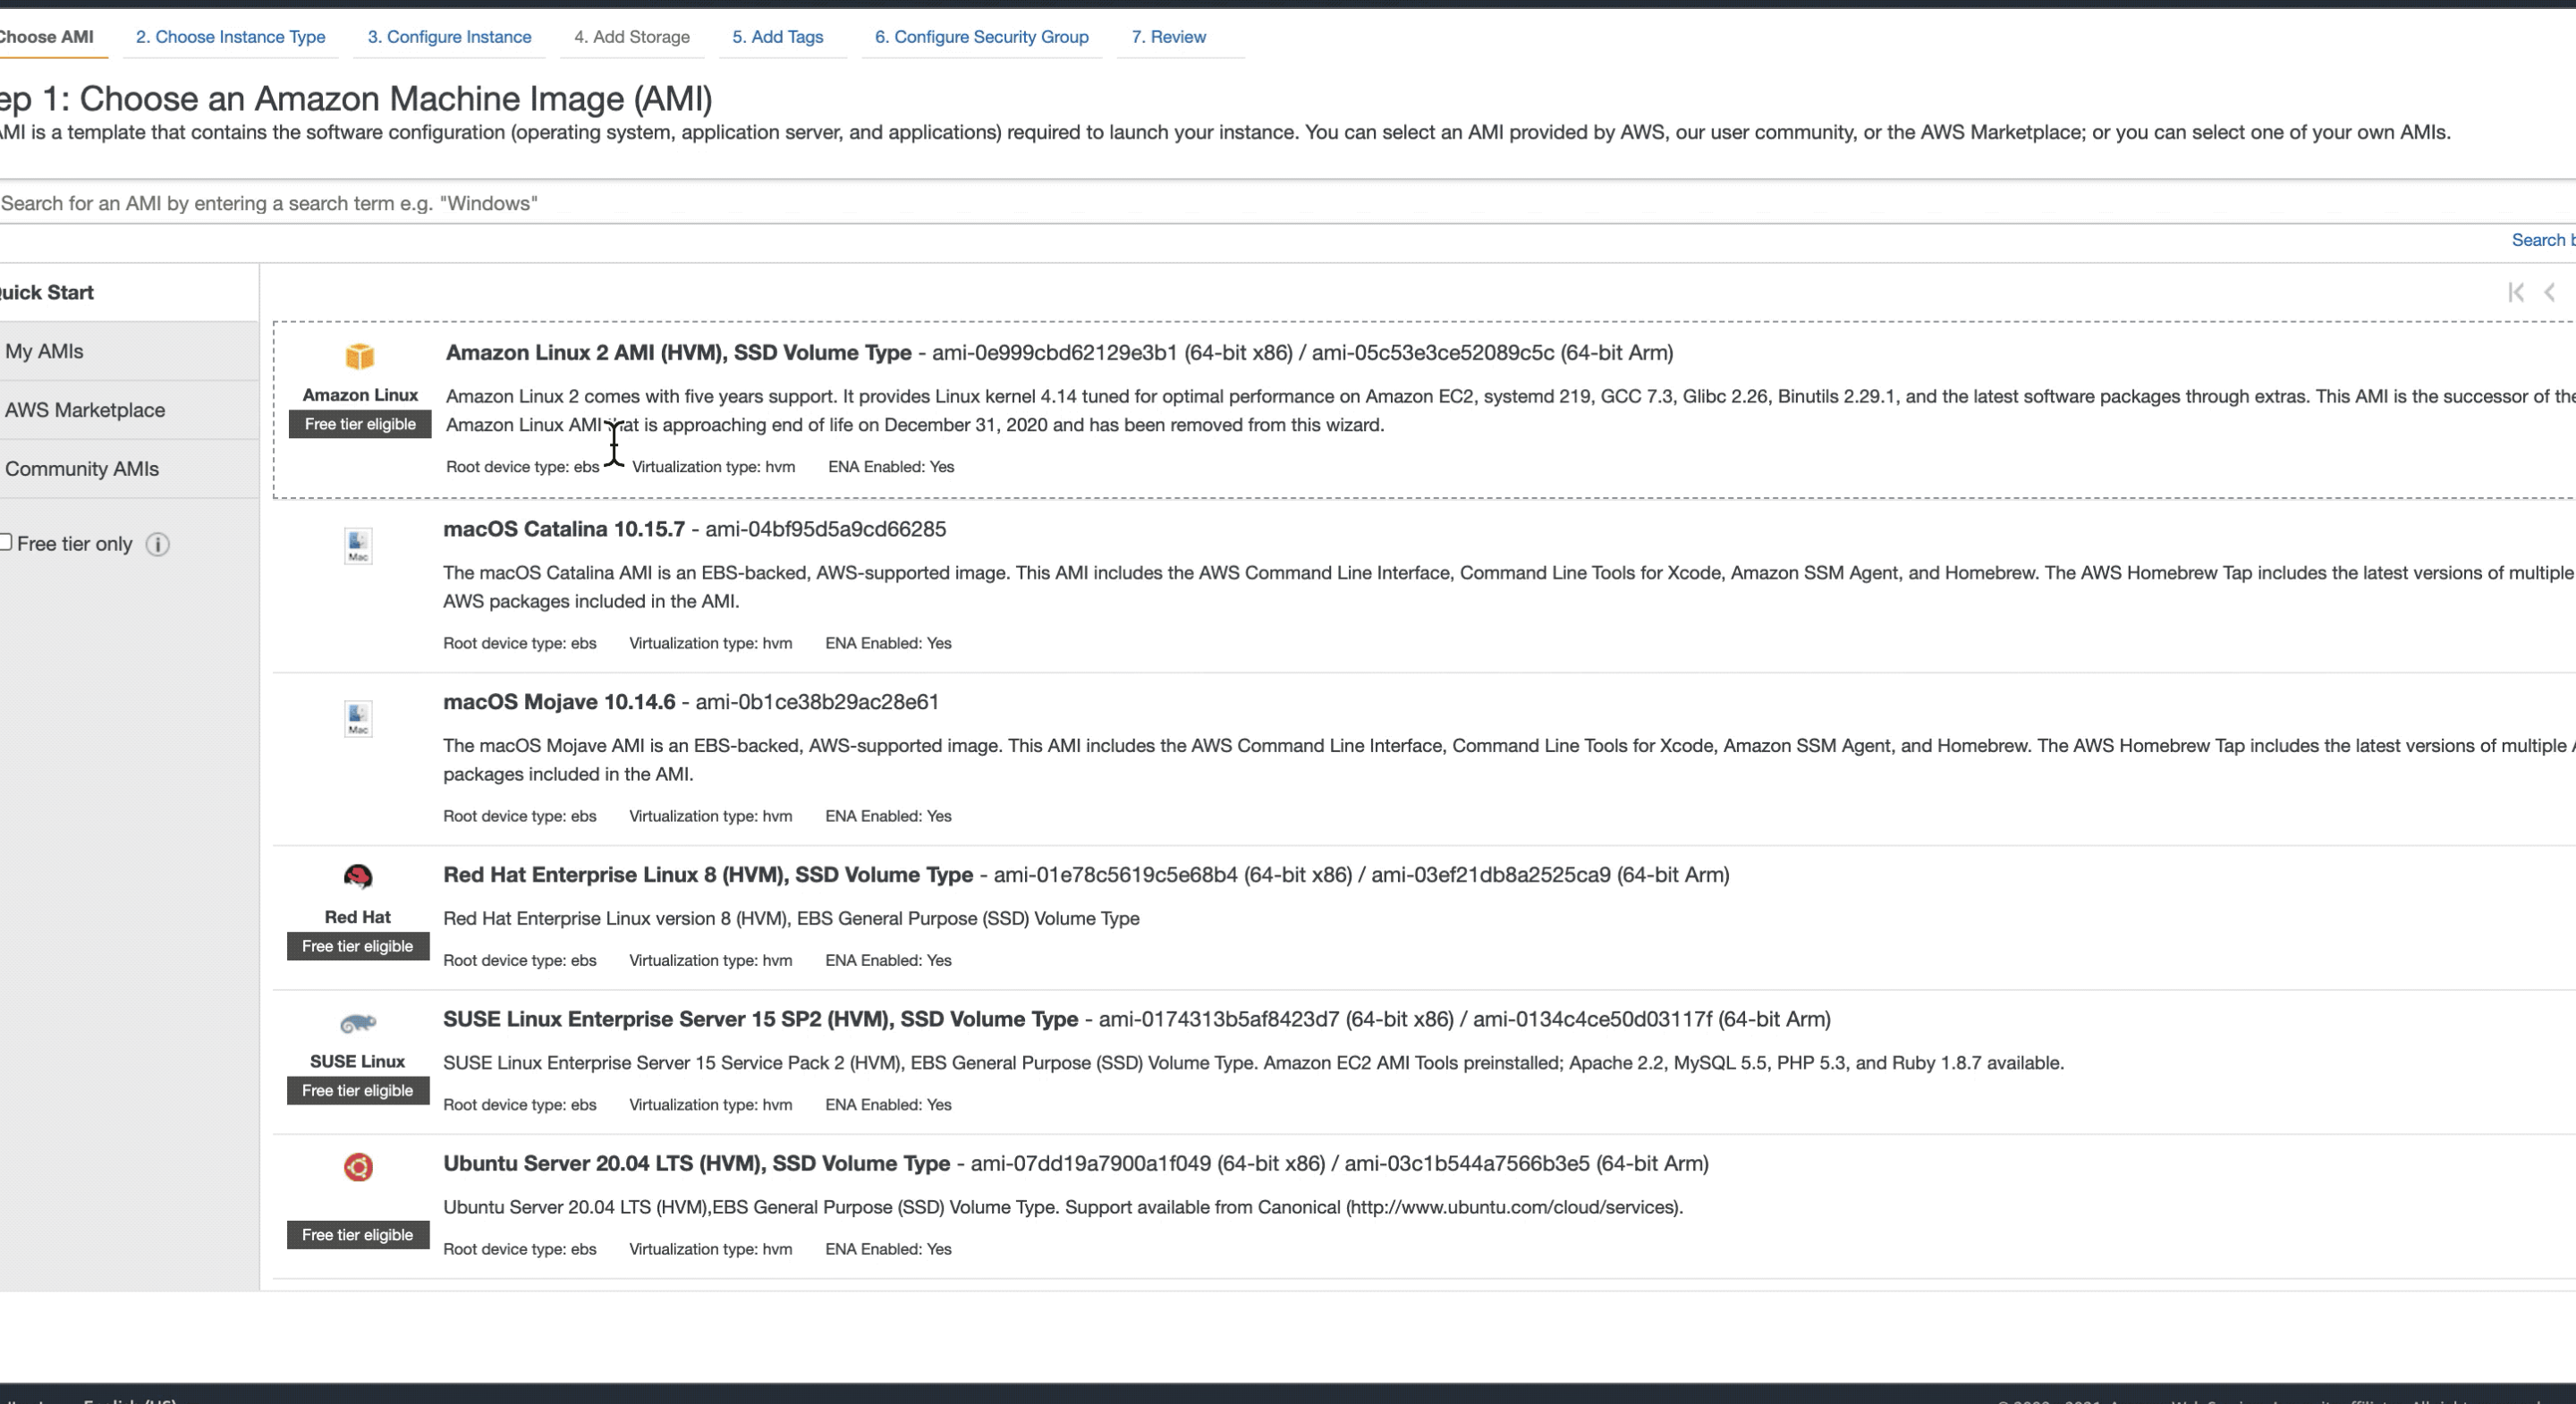 Choose AMI 2. Choose Instance Type 3. Configure Instance 4. Add Storage 5. Add Tags 6. Configure Security Group 7. Review
ep 1: Choose an Amazon Machine Image (AMI)
AMI is a template that contains the software configuration (operating system, application server, and applications) required to launch your instance. You can select an AMI provided by AWS, our user community, or the AWS Marketplace; or you can select one of your own AMIs.
Search for an AMI by entering a search term e.g. "Windows"
Search b
Quick Start
My AMIs
AWS Marketplace
Community AMIs
Free tier only
Amazon Linux
Free tier eligible
Amazon Linux 2 AMI (HVM), SSD Volume Type - ami-0e999cbd62129e3b1 (64-bit x86) / ami-05c53e3ce52089c5c (64-bit Arm)
Amazon Linux 2 comes with five years support. It provides Linux kernel 4.14 tuned for optimal performance on Amazon EC2, systemd 219, GCC 7.3, Glibc 2.26, Binutils 2.29.1, and the latest software packages through extras. This AMI is the successor of the
Amazon Linux AMI that is approaching end of life on December 31, 2020 and has been removed from this wizard.
Root device type: ebs Virtualization type: hvm ENA Enabled: Yes
Mac
macOS Catalina 10.15.7 - ami-04bf95d5a9cd66285
The macOS Catalina AMI is an EBS-backed, AWS-supported image. This AMI includes the AWS Command Line Interface, Command Line Tools for Xcode, Amazon SSM Agent, and Homebrew. The AWS Homebrew Tap includes the latest versions of multiple
AWS packages included in the AMI.
Root device type: ebs Virtualization type: hvm ENA Enabled: Yes
Mac
macOS Mojave 10.14.6 - ami-0b1ce38b29ac28e61
The macOS Mojave AMI is an EBS-backed, AWS-supported image. This AMI includes the AWS Command Line Interface, Command Line Tools for Xcode, Amazon SSM Agent, and Homebrew. The AWS Homebrew Tap includes the latest versions of multiple A
packages included in the AMI.
Root device type: ebs Virtualization type: hvm ENA Enabled: Yes
Red Hat
Free tier eligible
Red Hat Enterprise Linux 8 (HVM), SSD Volume Type - ami-01e78c5619c5e68b4 (64-bit x86) / ami-03ef21db8a2525ca9 (64-bit Arm)
Red Hat Enterprise Linux version 8 (HVM), EBS General Purpose (SSD) Volume Type
Root device type: ebs Virtualization type: hvm ENA Enabled: Yes
SUSE Linux
Free tier eligible
SUSE Linux Enterprise Server 15 SP2 (HVM), SSD Volume Type - ami-0174313b5af8423d7 (64-bit x86) / ami-0134c4ce50d03117f (64-bit Arm)
SUSE Linux Enterprise Server 15 Service Pack 2 (HVM), EBS General Purpose (SSD) Volume Type. Amazon EC2 AMI Tools preinstalled; Apache 2.2, MySQL 5.5, PHP 5.3, and Ruby 1.8.7 available.
Root device type: ebs Virtualization type: hvm ENA Enabled: Yes
Free tier eligible
Ubuntu Server 20.04 LTS (HVM), SSD Volume Type - ami-07dd19a7900a1f049 (64-bit x86) / ami-03c1b544a7566b3e5 (64-bit Arm)
Ubuntu Server 20.04 LTS (HVM),EBS General Purpose (SSD) Volume Type. Support available from Canonical (http://www.ubuntu.com/cloud/services).
Root device type: ebs Virtualization type: hvm ENA Enabled: Yes
English (US)